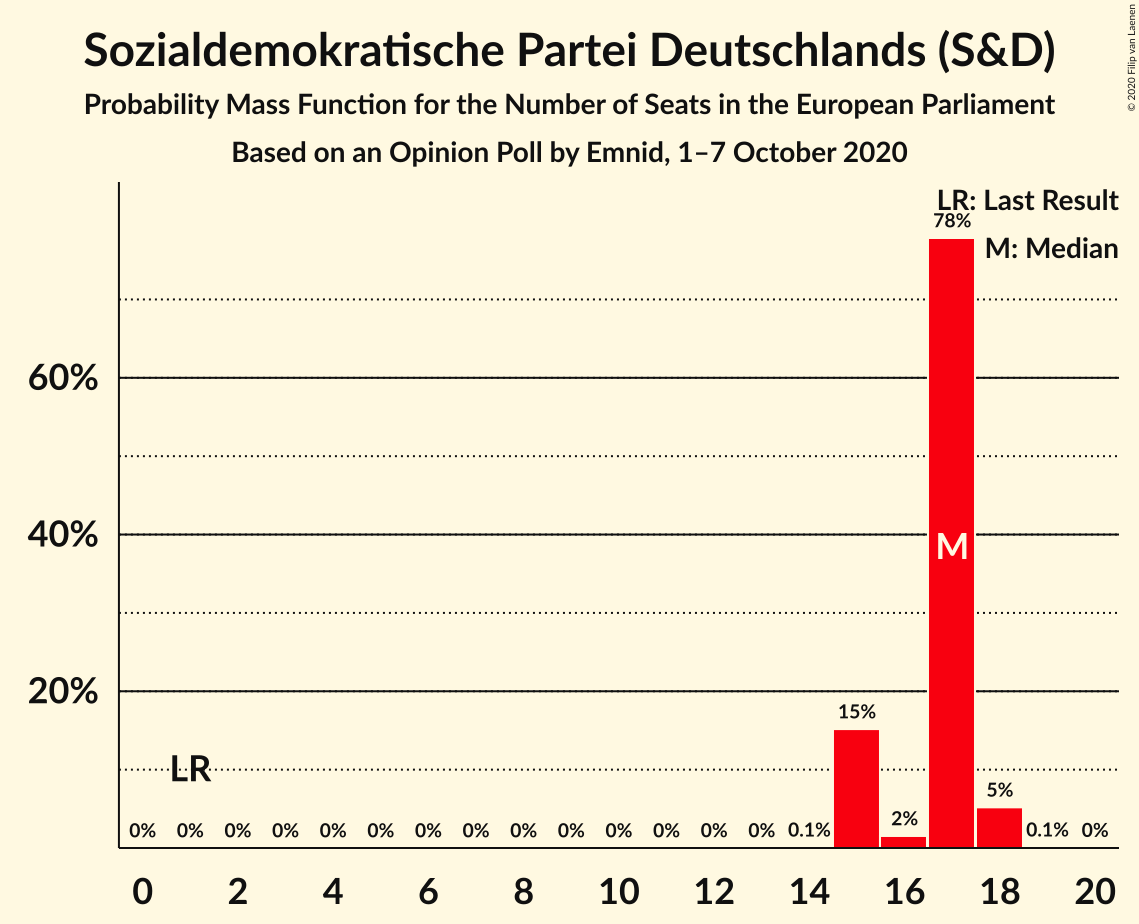 Sozialdemokratische Partei Deutschlands (S&D)
Probability Mass Function for the Number of Seats in the European Parliament
Based on an Opinion Poll by Emnid, 1–7 October 2020
© 2020 Filip van Laenen
LR: Last Result
78%
M: Median
60%
40%
M
20%
15%
LR
5%
2%
0% 0% 0% 0% 0% 0% 0% 0% 0% 0% 0% 0% 0% 0% 0.1% 0.1% 0%
0 2 4 6 8 10 12 14 16 18 20